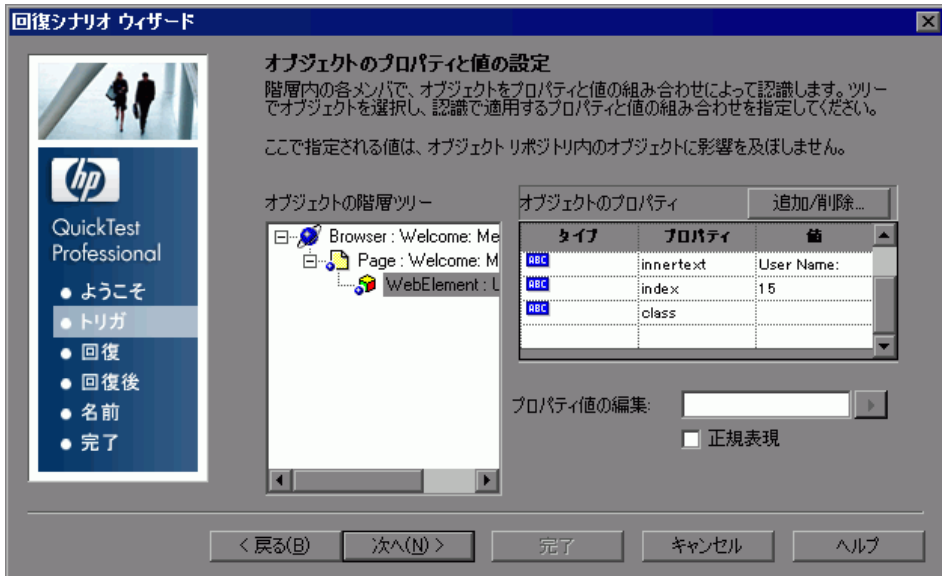 回復シナリオ ウィザード
オブジェクトのプロパティと値の設定
階層内の各メンバで、オブジェクトをプロパティと値の組み合わせによって認識します。ツリー
でオブジェクトを選択し、認識で適用するプロパティと値の組み合わせを指定してください。
ここで指定される値は、オブジェクト リポジトリ内のオブジェクトに影響を及ぼしません。
hp
QuickTest
Professional
ようこそ
トリガ
回復
回復後
名前
完了
オブジェクトの階層ツリー
Browser : Welcome: Me
Page : Welcome: M
WebElement : U
オブジェクトのプロパティ
追加/削除...
タイプ プロパティ 値
ABC innertext User Name:
ABC index 15
ABC class
プロパティ値の編集:
正規表現
< 戻る(B) 次へ(N) > 完了 キャンセル ヘルプ